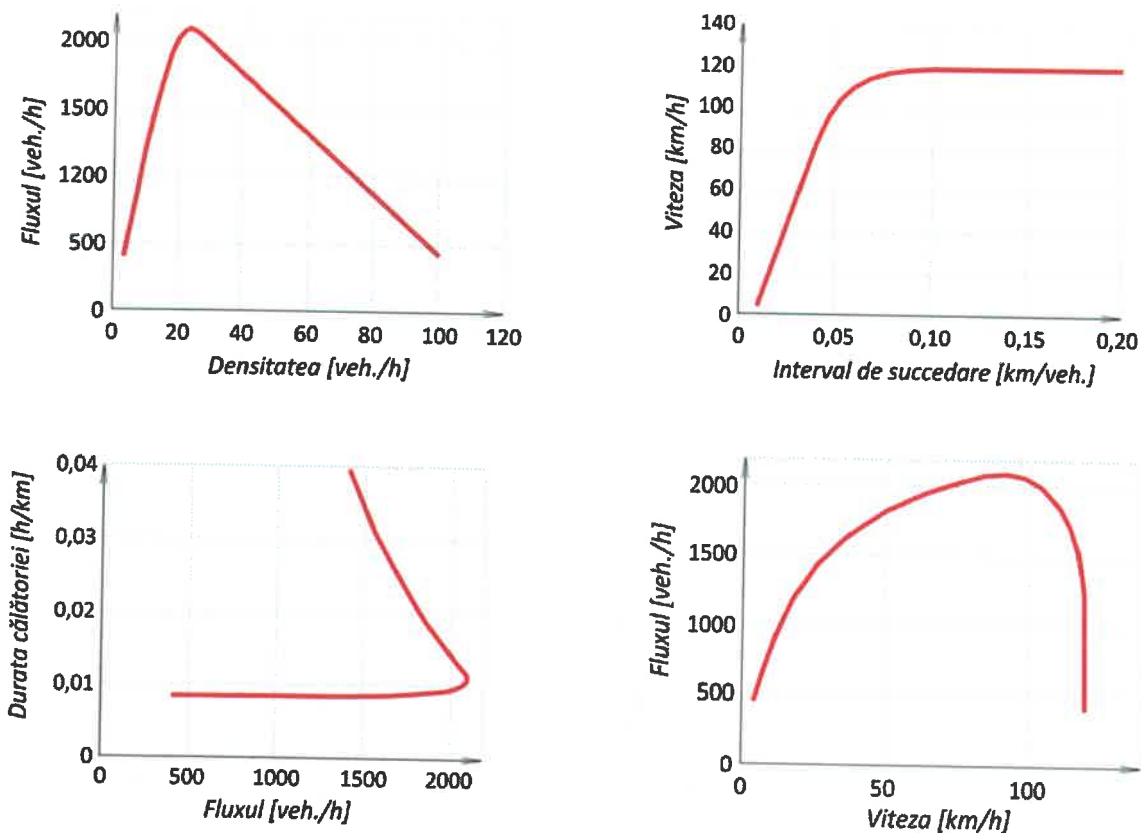 Fluxul [veh./h]
2000
1500
1200
500
0
0 20 40 60 80 100 120
Densitatea [veh./h]
Viteza [km/h]
140
120
100
80
60
40
20
0
0 0,05 0,10 0,15 0,20
Interval de succedare [km/veh.]
Durata călătoriei [h/km]
0,04
0,03
0,02
0,01
0
0 500 1000 1500 2000
Fluxul [veh./h]
Fluxul [veh./h]
2000
1500
1000
500
0
0 50 100
Viteza [km/h]